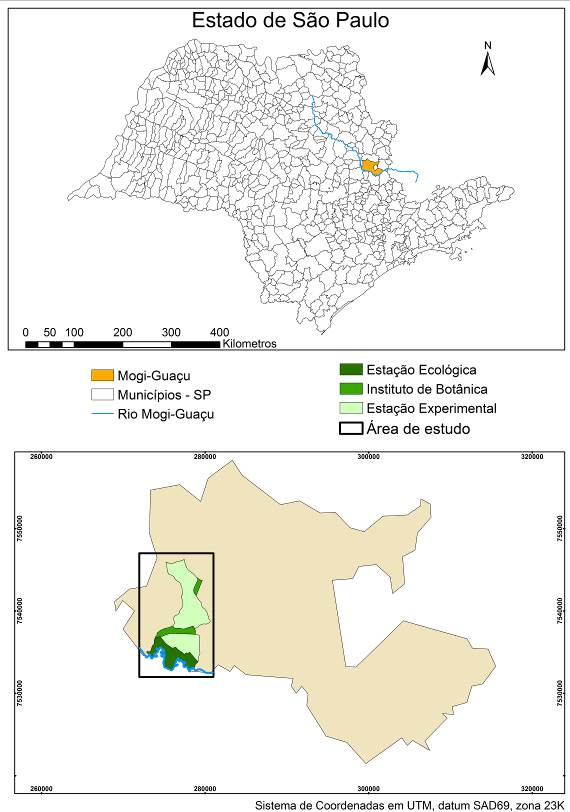 Estado de São Paulo
N
0 50 100 200 300 400
Kilometros
Mogi-Guaçu
Municípios - SP
Rio Mogi-Guaçu
Estação Ecológica
Instituto de Botânica
Estação Experimental
Área de estudo
260000 280000 300000 320000
7550000 7550000
7540000 7540000
7530000 7530000
260000 280000 300000 320000
Sistema de Coordenadas em UTM, datum SAD69, zona 23K